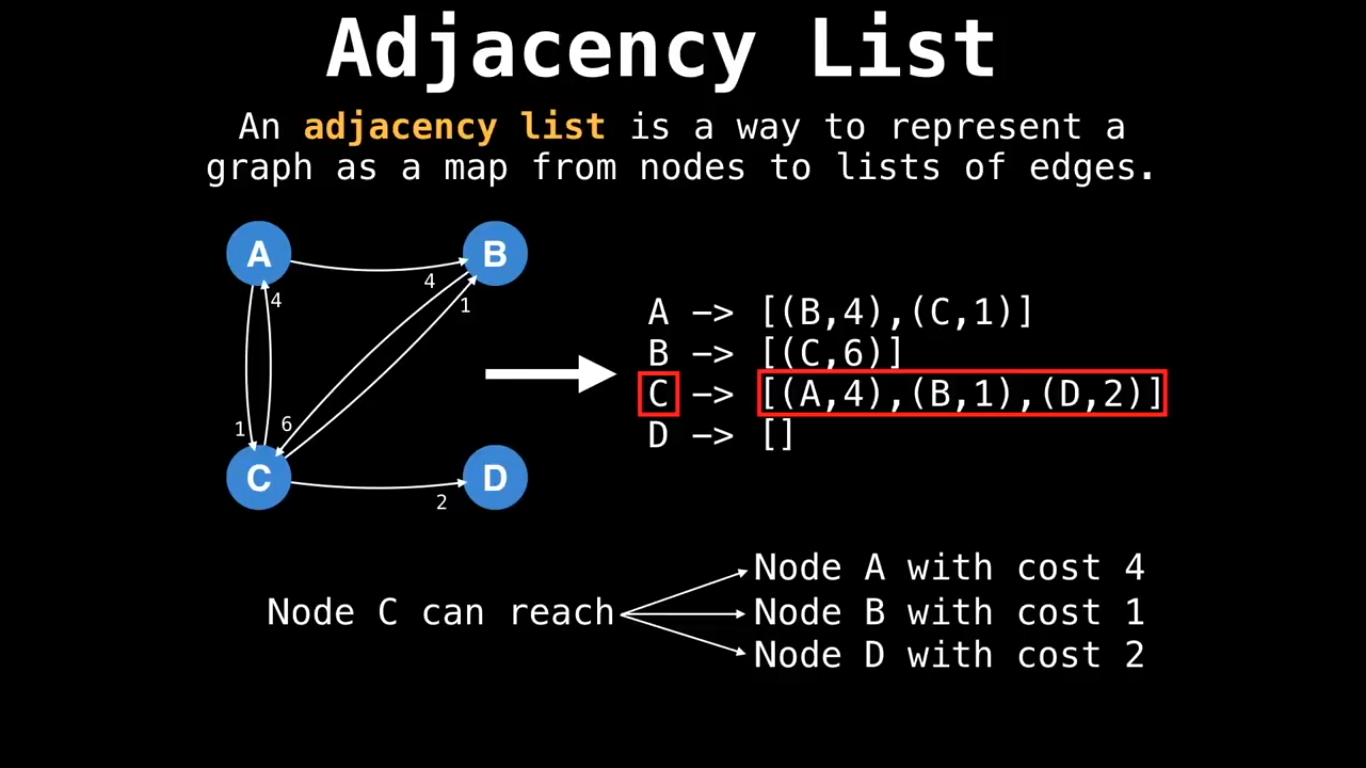 Adjacency List
An adjacency list is a way to represent a
graph as a map from nodes to lists of edges.
A
B
4
4
1
1
6
C
D
2
A -> [(B,4),(C,1)]
B -> [(C,6)]
C -> [(A,4),(B,1),(D,2)]
D -> []
Node C can reach
Node A with cost 4
Node B with cost 1
Node D with cost 2